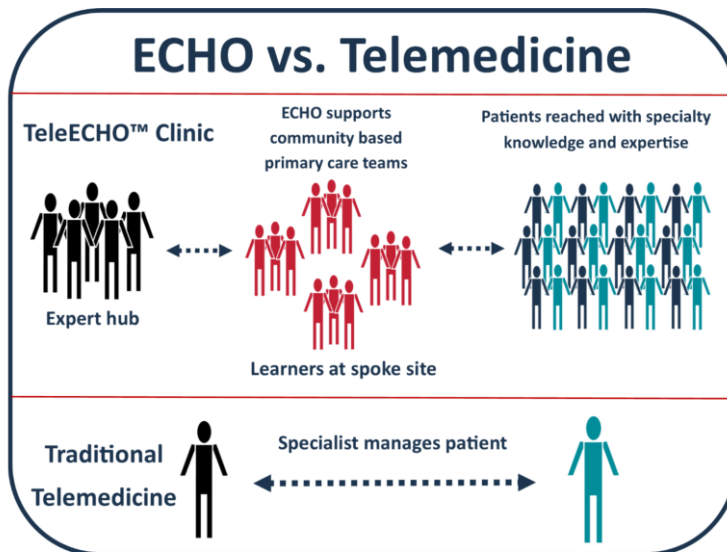 ECHO vs. Telemedicine
TeleECHO™ Clinic
ECHO supports
community based
primary care teams
Patients reached with specialty
knowledge and expertise
Expert hub
Learners at spoke site
Traditional
Telemedicine
Specialist manages patient